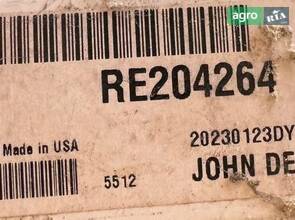 agro RIA
RE204264
Made in USA
20230123DY
5512
JOHN DE